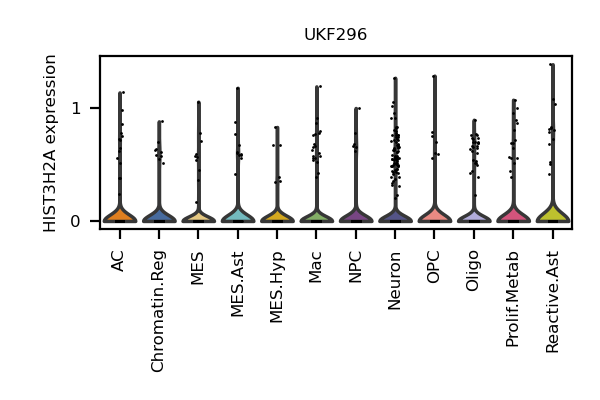 UKF296
HIST3H2A expression
1
0
AC
Chromatin.Reg
MES
MES.Ast
MES.Hyp
Mac
NPC
Neuron
OPC
Oligo
Prolif.Metab
Reactive.Ast